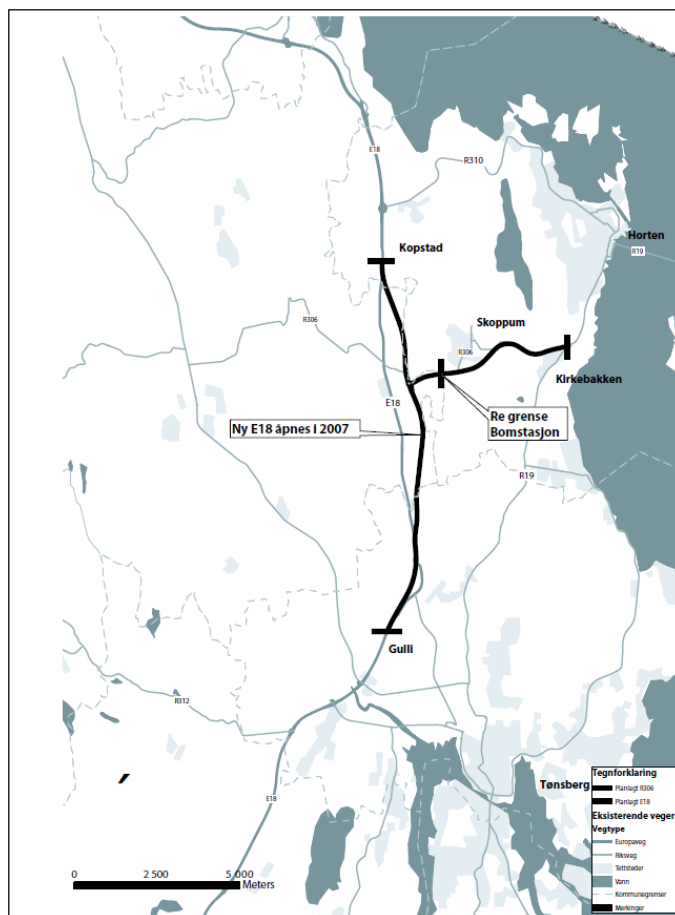 E18
R310
Horten
R19
Kopstad
R306
Skoppum
R306
Kirkebakken
E18
Ny E18 åpnes i 2007
Re grense
Bomstasjon
R19
Gulli
R312
E18
Tønsberg
0 2 500 5 000
Meters
Tegnforklaring
Planlagt R306
Planlagt E18
Eksisterende veger
Vegtype
Europaveg
Riksveg
Tettsteder
Vann
Kommunegrenser
Merkinger